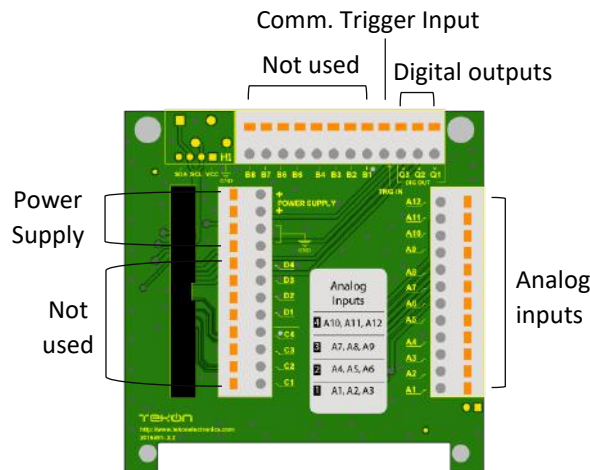 Comm. Trigger Input
Not used
Digital outputs
SDA SCL VCC GND HI
B8 B7 B6 B6 B4 B3 B2 B1 TRIG IN Q3 Q2 Q1
DIG OUT
Power
Supply
+
POWER SUPPLY
+
GND
Not
used
D4
D3
D2
D1
C4
C3
C2
C1
Analog
Inputs
4 A10, A11, A12
3 A7, A8, A9
2 A4, A5, A6
1 A1, A2, A3
A12
A11
A10
A9
A8
A7
A6
A5
A4
A3
A2
A1
Analog
inputs
TEKON
http://www.tekonelectronics.com